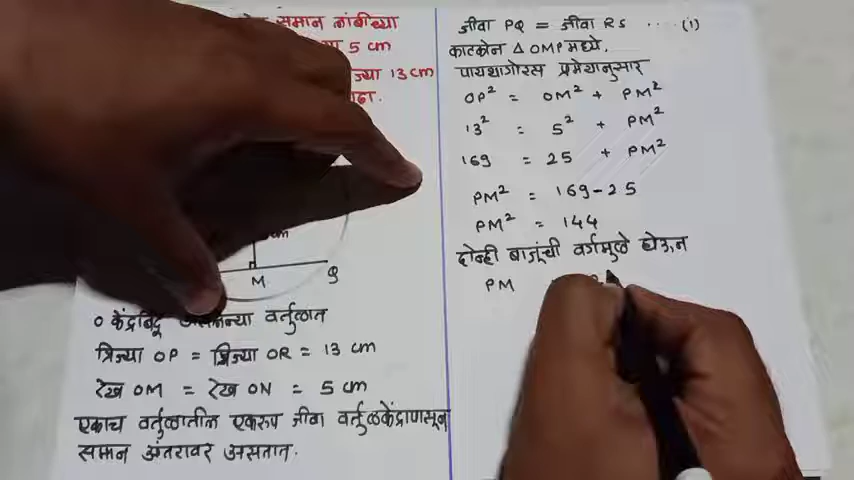 समान लांबीच्या
5 cm
ज्या 13 cm
cm
M
Q
केंद्रबिंदू असलेल्या वर्तुळात
त्रिज्या OP = त्रिज्या OR = 13 cm
रेख OM = रेख ON = 5 cm
एकाच वर्तुळातील एकरूप जीवा वर्तुळकेंद्रापासून
समान अंतरावर असतात.
जीवा PQ = जीवा RS .... (1)
काटकोन △ OMP मध्ये,
पायथागोरस प्रमेयानुसार
OP² = OM² + PM²
13² = 5² + PM²
169 = 25 + PM²
PM² = 169-25
PM² = 144
दोन्ही बाजूंची वर्गमुळे घेऊन
PM